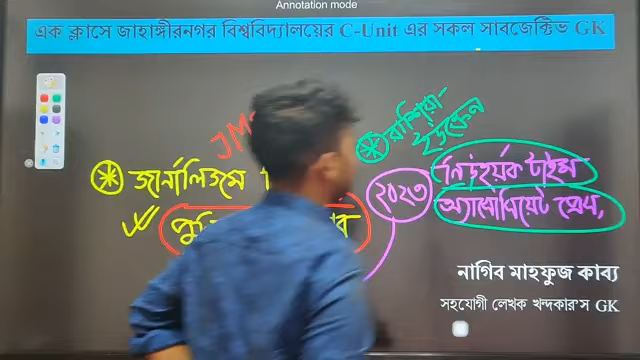 Annotation mode
এক ক্লাসে জাহাঙ্গীরনগর বিশ্ববিদ্যালয়ের C-Unit এর সকল সাবজেক্টিভ GK
রাশিয়া-
ইউক্রেন
জার্নালিজমে
২০২৩
নিউইয়র্ক টাইমস
অ্যাসোসিয়েট প্রেস,
নাগিব মাহফুজ কাব্য
সহযোগী লেখক খন্দকার'স GK